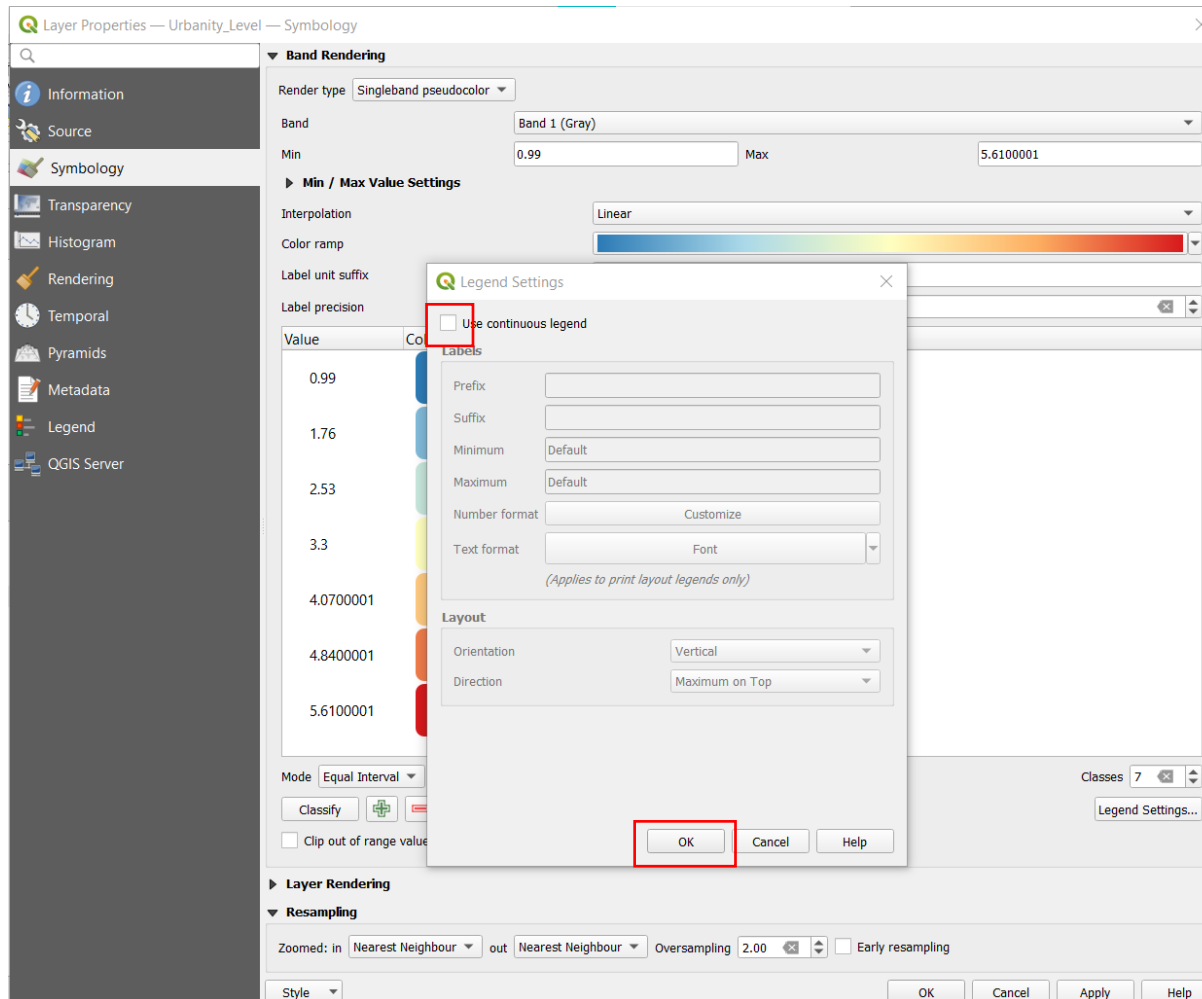 Layer Properties — Urbanity_Level — Symbology
Information
Source
Symbology
Transparency
Histogram
Rendering
Temporal
Pyramids
Metadata
Legend
QGIS Server
Band Rendering
Render type Singleband pseudocolor
Band Band 1 (Gray)
Min 0.99 Max 5.6100001
Min / Max Value Settings
Interpolation Linear
Color ramp
Label unit suffix
Label precision
Value
0.99
1.76
2.53
3.3
4.0700001
4.8400001
5.6100001
Mode Equal Interval Classes 7
Classify Legend Settings...
Clip out of range value
Legend Settings
Use continuous legend
Labels
Prefix
Suffix
Minimum Default
Maximum Default
Number format Customize
Text format Font
(Applies to print layout legends only)
Layout
Orientation Vertical
Direction Maximum on Top
OK Cancel Help
Layer Rendering
Resampling
Zoomed: in Nearest Neighbour out Nearest Neighbour Oversampling 2.00 Early resampling
Style OK Cancel Apply Help